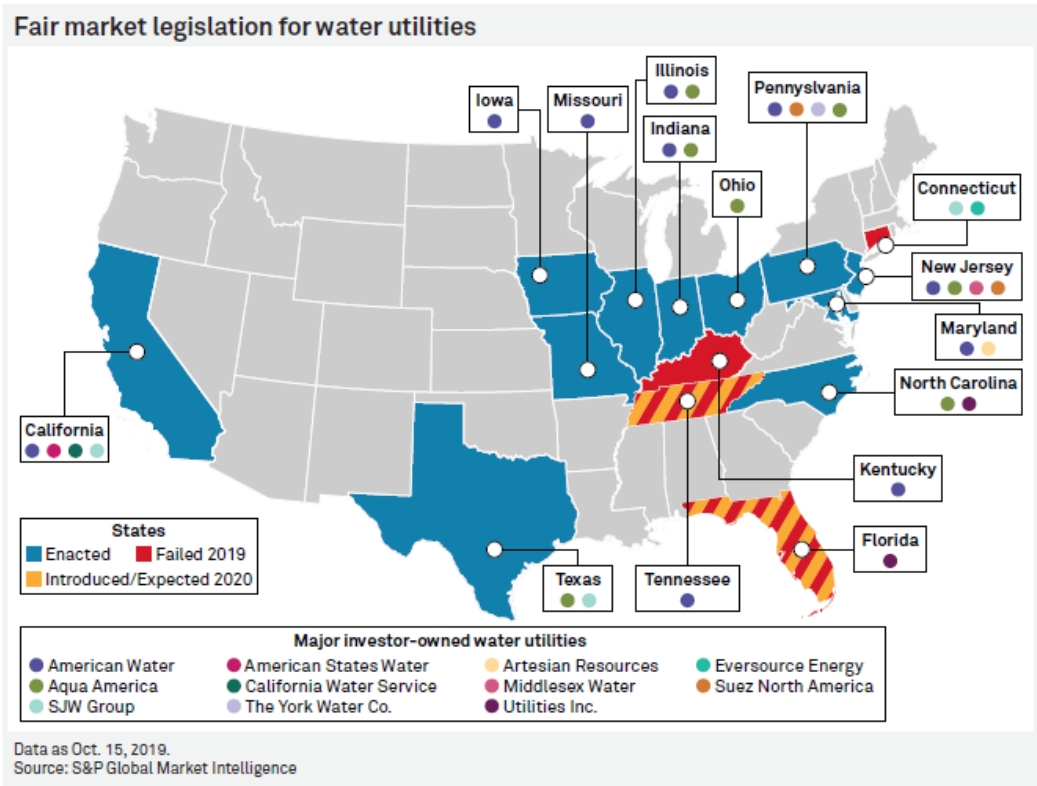 Fair market legislation for water utilities
Illinois
Iowa
Missouri
Pennyslvania
Indiana
Ohio
Connecticut
New Jersey
Maryland
North Carolina
California
Kentucky
Florida
Texas
Tennessee
States
Enacted
Failed 2019
Introduced/Expected 2020
Major investor-owned water utilities
American Water
American States Water
Artesian Resources
Eversource Energy
Aqua America
California Water Service
Middlesex Water
Suez North America
SJW Group
The York Water Co.
Utilities Inc.
Data as Oct. 15, 2019.
Source: S&P Global Market Intelligence